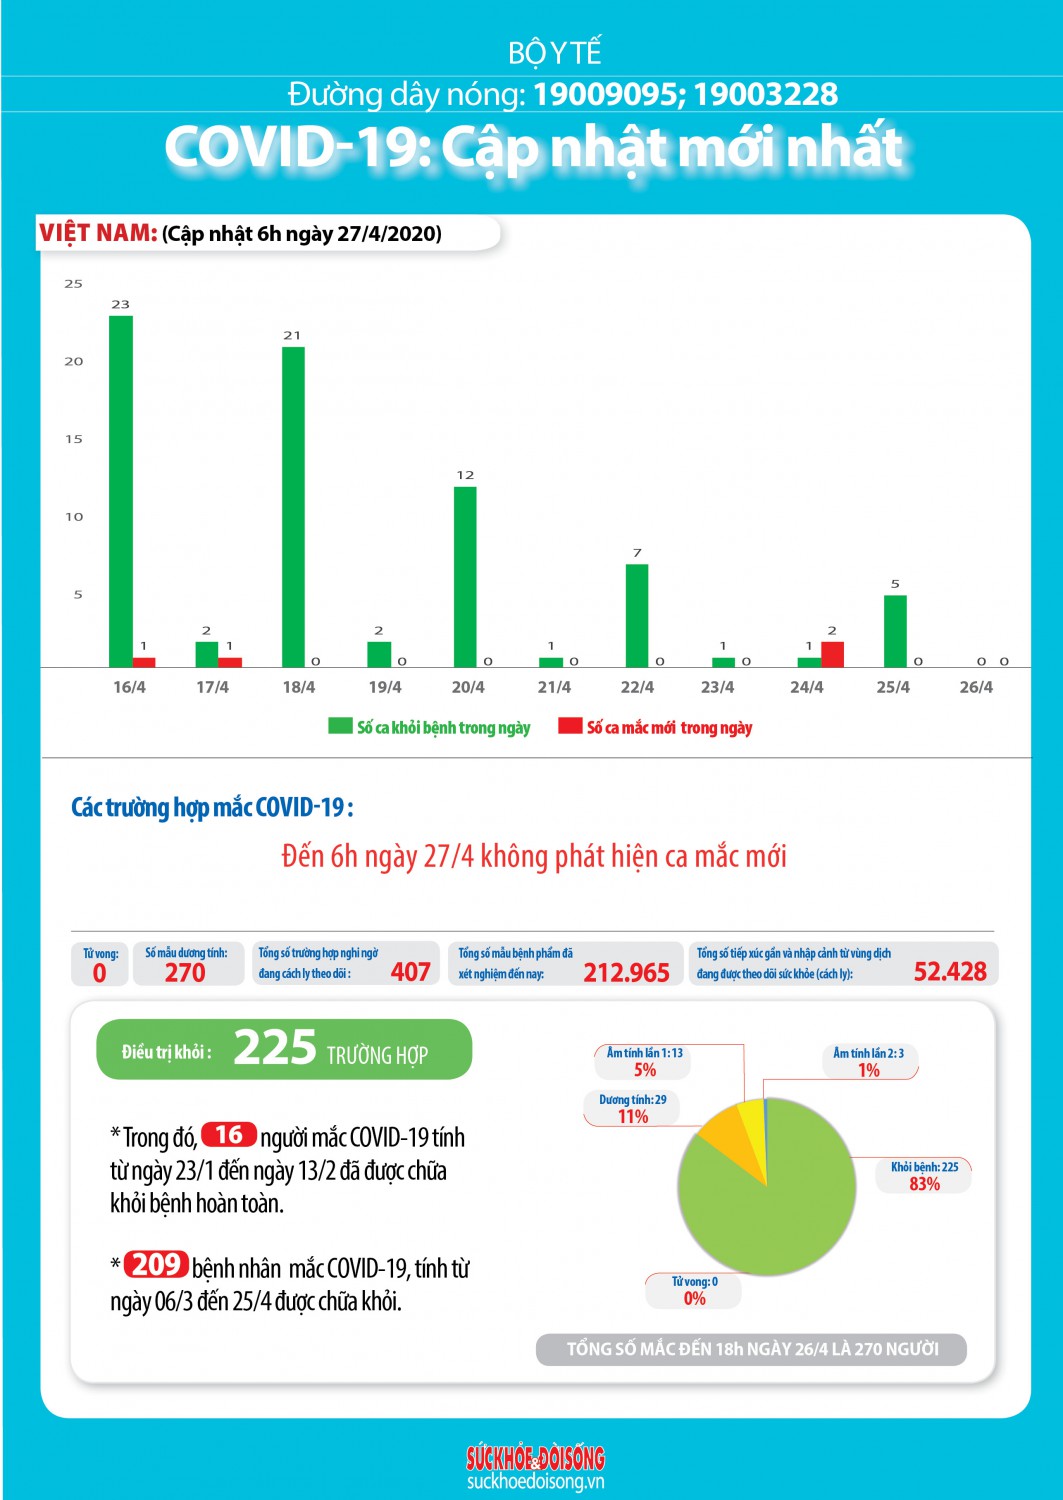 BỘ Y TẾ
Đường dây nóng: 19009095; 19003228
COVID-19: Cập nhật mới nhất
VIỆT NAM: (Cập nhật 6h ngày 27/4/2020)
25
20
15
10
5
23
1
2
1
21
0
2
0
12
0
1
0
7
0
1
0
1
2
5
0
0
0
16/4
17/4
18/4
19/4
20/4
21/4
22/4
23/4
24/4
25/4
26/4
Số ca khỏi bệnh trong ngày
Số ca mắc mới trong ngày
Các trường hợp mắc COVID-19 :
Đến 6h ngày 27/4 không phát hiện ca mắc mới
Tử vong:
0
Số mẫu dương tính:
270
Tổng số trường hợp nghi ngờ
đang cách ly theo dõi : 407
Tổng số mẫu bệnh phẩm đã
xét nghiệm đến nay: 212.965
Tổng số tiếp xúc gần và nhập cảnh từ vùng dịch
đang được theo dõi sức khỏe (cách ly): 52.428
Điều trị khỏi : 225 TRƯỜNG HỢP
* Trong đó, 16 người mắc COVID-19 tính
từ ngày 23/1 đến ngày 13/2 đã được chữa
khỏi bệnh hoàn toàn.
* 209 bệnh nhân mắc COVID-19, tính từ
ngày 06/3 đến 25/4 được chữa khỏi.
Âm tính lần 1: 13
5%
Âm tính lần 2: 3
1%
Dương tính: 29
11%
Khỏi bệnh: 225
83%
Tử vong: 0
0%
TỔNG SỐ MẮC ĐẾN 18h NGÀY 26/4 LÀ 270 NGƯỜI
SỨC KHỎE & ĐỜI SỐNG
suckhoedoisong.vn